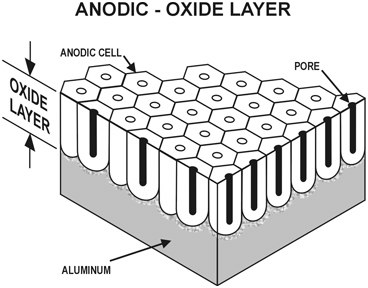 ANODIC - OXIDE LAYER
ANODIC CELL
PORE
OXIDE
LAYER
ALUMINUM